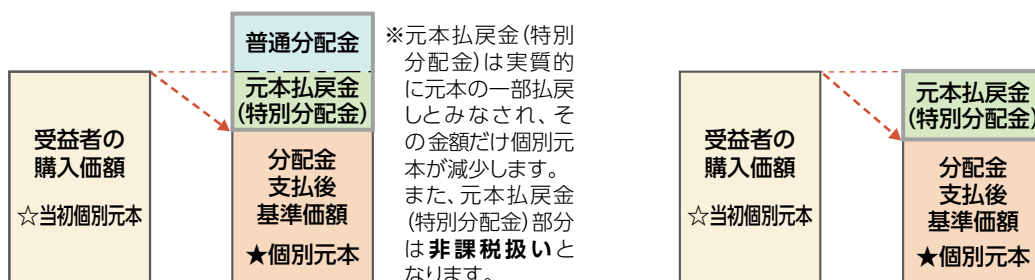 普通分配金
元本払戻金
(特別分配金)
受益者の
購入価額
☆当初個別元本
分配金
支払後
基準価額
★個別元本
※元本払戻金(特別
分配金)は実質的
に元本の一部払戻
しとみなされ、そ
の金額だけ個別元
本が減少します。
また、元本払戻金
(特別分配金)部分
は非課税扱いと
なります。
受益者の
購入価額
☆当初個別元本
元本払戻金
(特別分配金)
分配金
支払後
基準価額
★個別元本